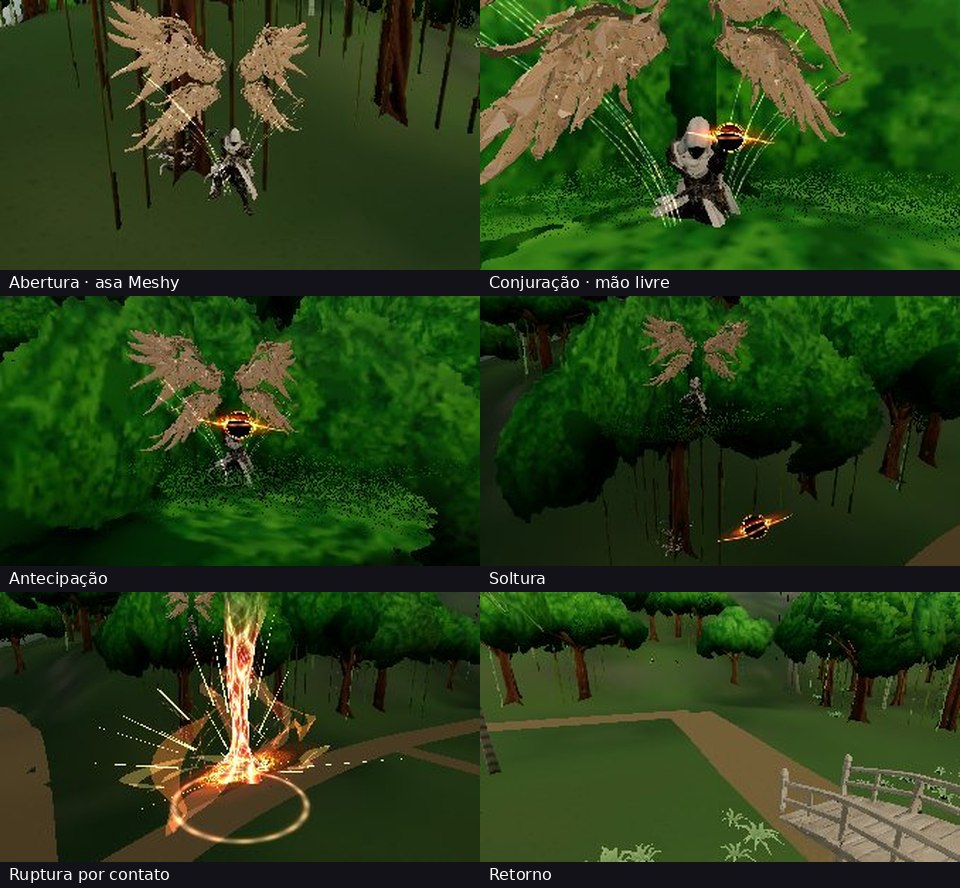 Abertura · asa Meshy
Conjuração · mão livre
Antecipação
Soltura
Ruptura por contato
Retorno